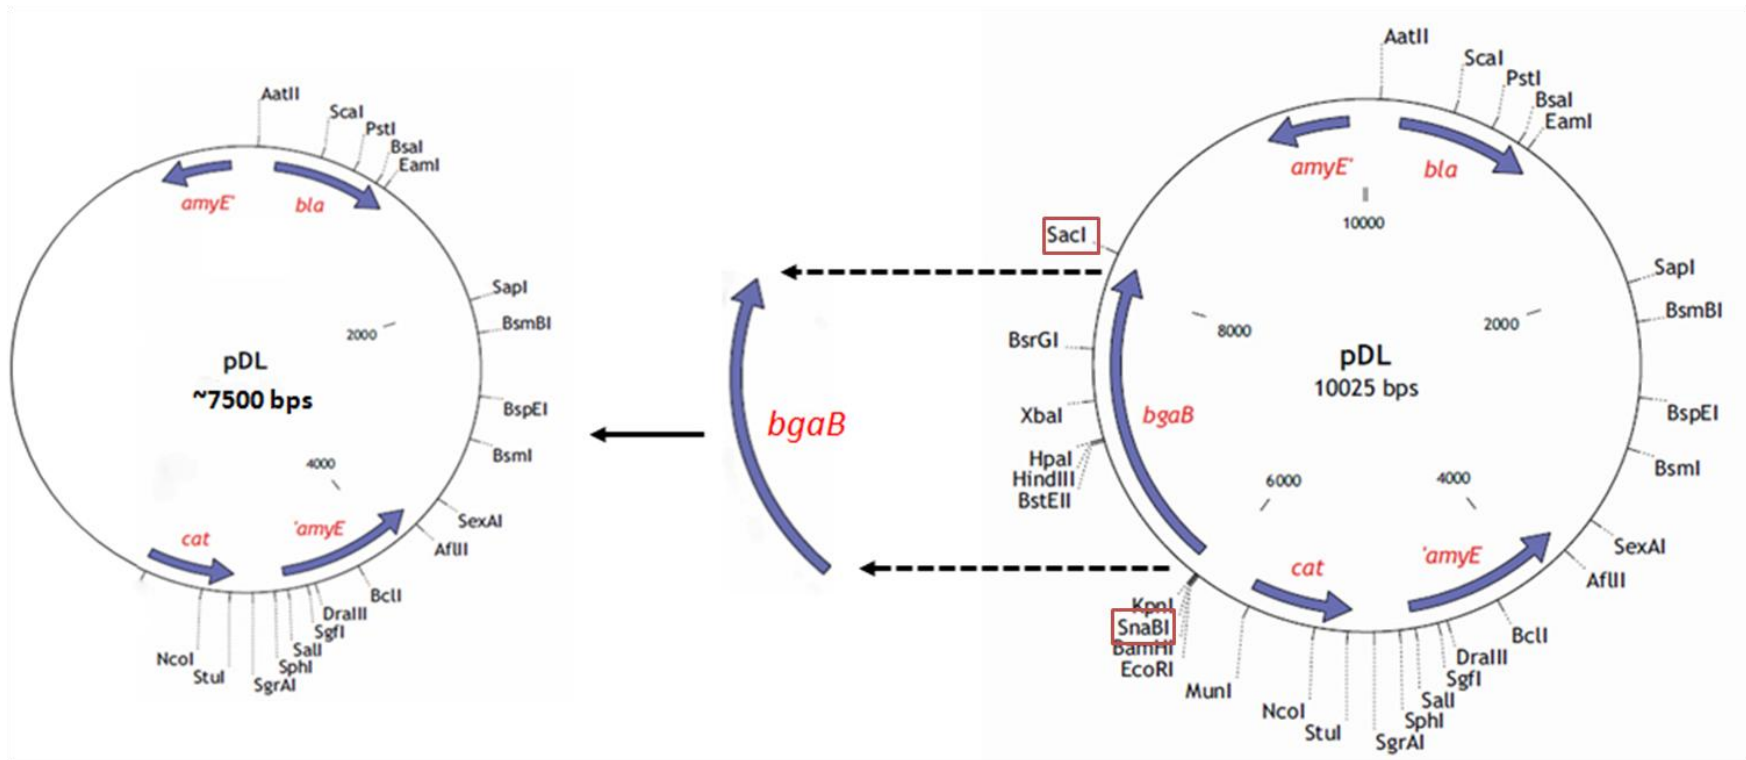 AatII
ScaI
PstI
BsaI
EamI
amyE'
bla
SapI
BsmBI
2000
pDL
~7500 bps
BspEI
BsmI
4000
SexAI
AflII
'amyE
cat
BclI
DraIII
SgfI
SalI
SphI
SgrAI
StuI
NcoI
bgaB
AatII
ScaI
PstI
BsaI
EamI
amyE'
bla
10000
SacI
SapI
BsmBI
2000
8000
BsrGI
pDL
10025 bps
XbaI
bgaB
BspEI
HpaI
HindIII
BstEII
6000
4000
BsmI
SexAI
AflII
'amyE
cat
KpnI
SnaBI
BamHI
EcoRI
MunI
BclI
DraIII
SgfI
SalI
SphI
SgrAI
StuI
NcoI